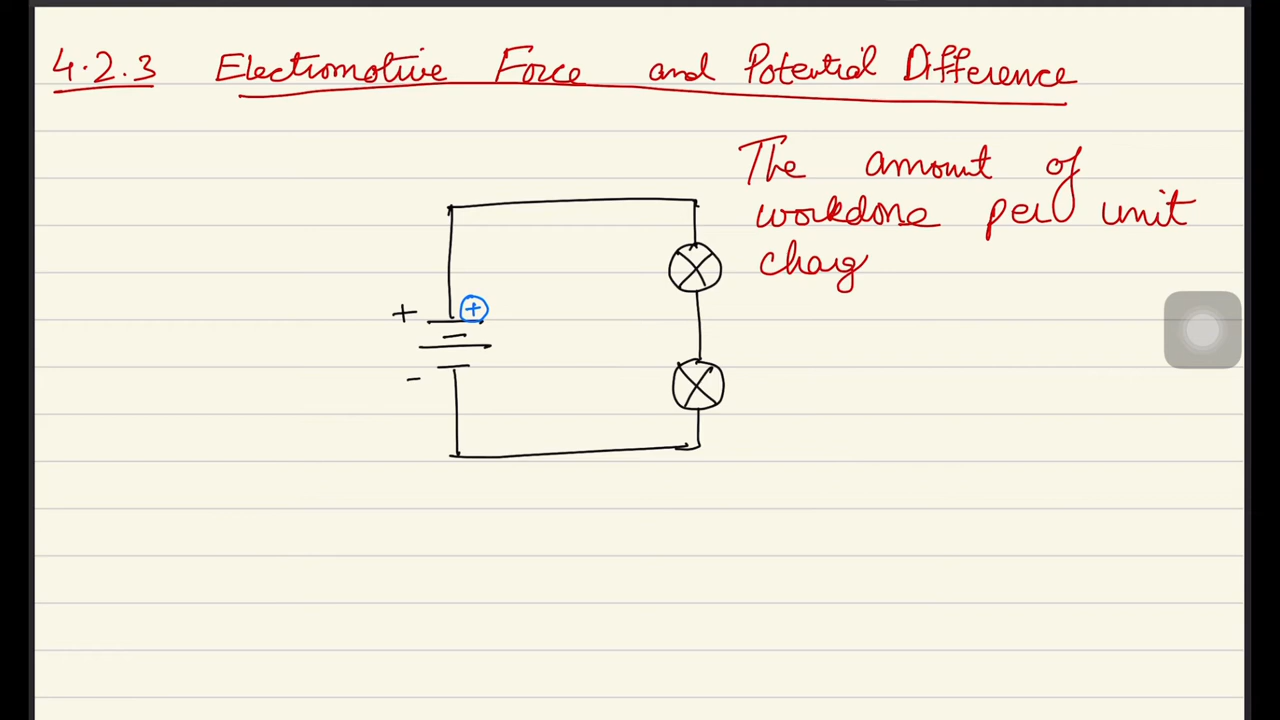 4.2.3 Electromotive Force and Potential Difference
The amount of
workdone per unit
charg
+ +
-